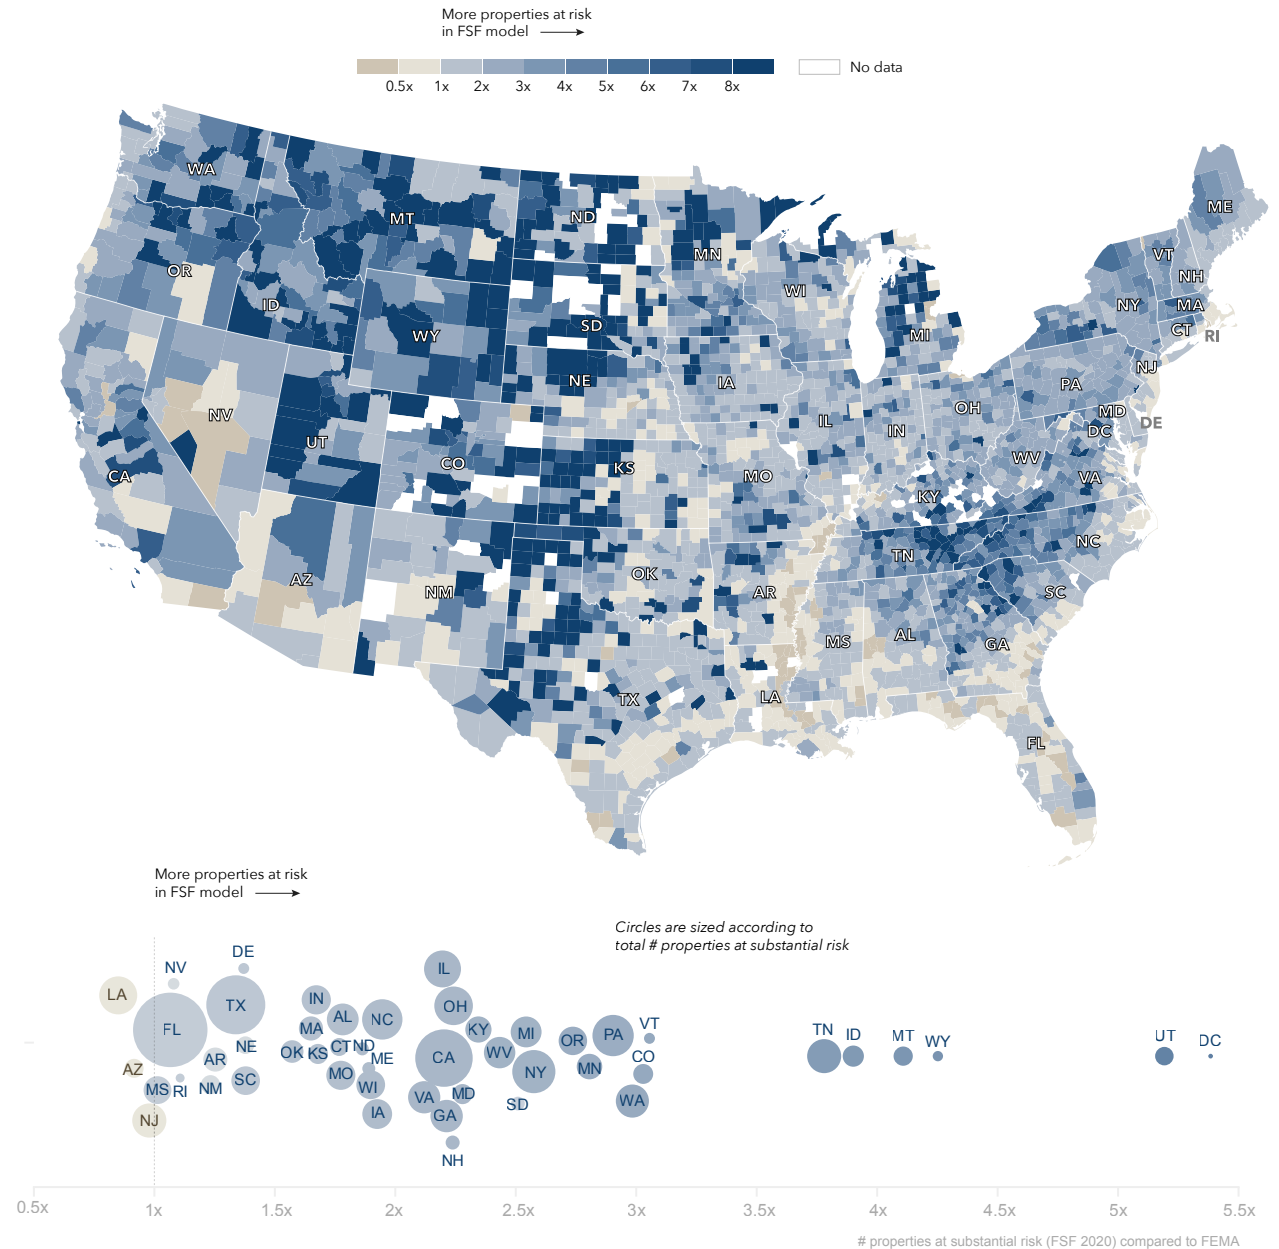 More properties at risk
in FSF model
0.5x 1x 2x 3x 4x 5x 6x 7x 8x
No data
WA
MT
ND
ME
MN
VT
OR
NH
ID
WI
NY
MA
SD
CT
RI
WY
MI
NJ
NE
IA
PA
OH
MD
NV
IL
DE
IN
DC
UT
CO
KS
WV
CA
MO
VA
KY
NC
TN
OK
AZ
NM
AR
SC
MS
AL
GA
LA
TX
FL
More properties at risk
in FSF model
Circles are sized according to
total # properties at substantial risk
DE
NV
IL
LA
IN
TX
OH
AL
NC
VT
FL
MA
KY
MI
PA
TN
ID
MT
WY
UT
DC
OR
NE
CT
ND
OK
KS
WV
AR
ME
CA
CO
AZ
MN
NY
MO
SC
WI
MS
RI
NM
MD
VA
WA
SD
IA
GA
NJ
NH
0.5x 1x 1.5x 2x 2.5x 3x 3.5x 4x 4.5x 5x 5.5x
# properties at substantial risk (FSF 2020) compared to FEMA